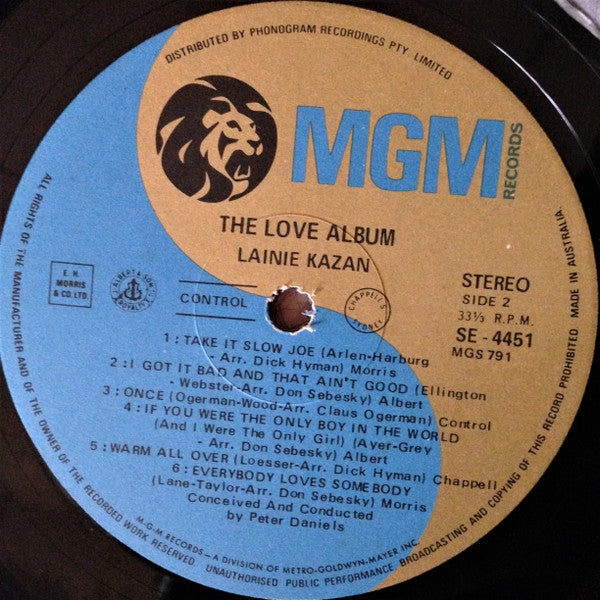 DISTRIBUTED BY PHONOGRAM RECORDINGS PTY. LIMITED
MGM
RECORDS
THE LOVE ALBUM
LAINIE KAZAN
E. H.
MORRIS
& CO. LTD.
ALBERT & SON
ROYALTY
CONTROL
CHAPPELL
SYDNEY
STEREO
SIDE 2
33⅓ R.P.M.
SE - 4451
MGS 791
1 : TAKE IT SLOW JOE (Arlen-Harburg
- Arr. Dick Hyman) Morris
2 : I GOT IT BAD AND THAT AIN'T GOOD (Ellington
- Webster-Arr. Don Sebesky) Albert
3 : ONCE (Ogerman-Wood-Arr. Claus Ogerman) Control
4 : IF YOU WERE THE ONLY BOY IN THE WORLD
(And I Were The Only Girl) (Ayer-Grey
- Arr. Don Sebesky) Albert
5 : WARM ALL OVER (Loesser-Arr. Dick Hyman) Chappell
6 : EVERYBODY LOVES SOMEBODY
(Lane-Taylor-Arr. Don Sebesky) Morris
Conceived And Conducted
by Peter Daniels
M-G-M RECORDS — A DIVISION OF METRO-GOLDWYN-MAYER INC.
ALL RIGHTS OF THE MANUFACTURER AND OF THE OWNER OF THE RECORDED WORK RESERVED UNAUTHORISED PUBLIC PERFORMANCE BROADCASTING AND COPYING OF THIS RECORD PROHIBITED MADE IN AUSTRALIA.